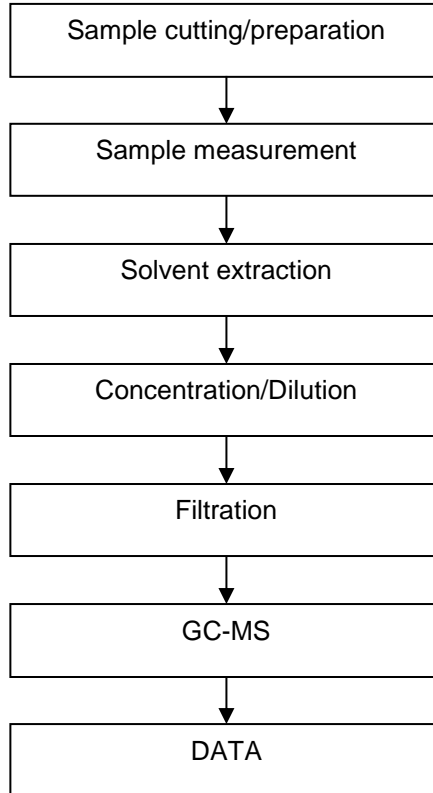 Sample cutting/preparation
Sample measurement
Solvent extraction
Concentration/Dilution
Filtration
GC-MS
DATA